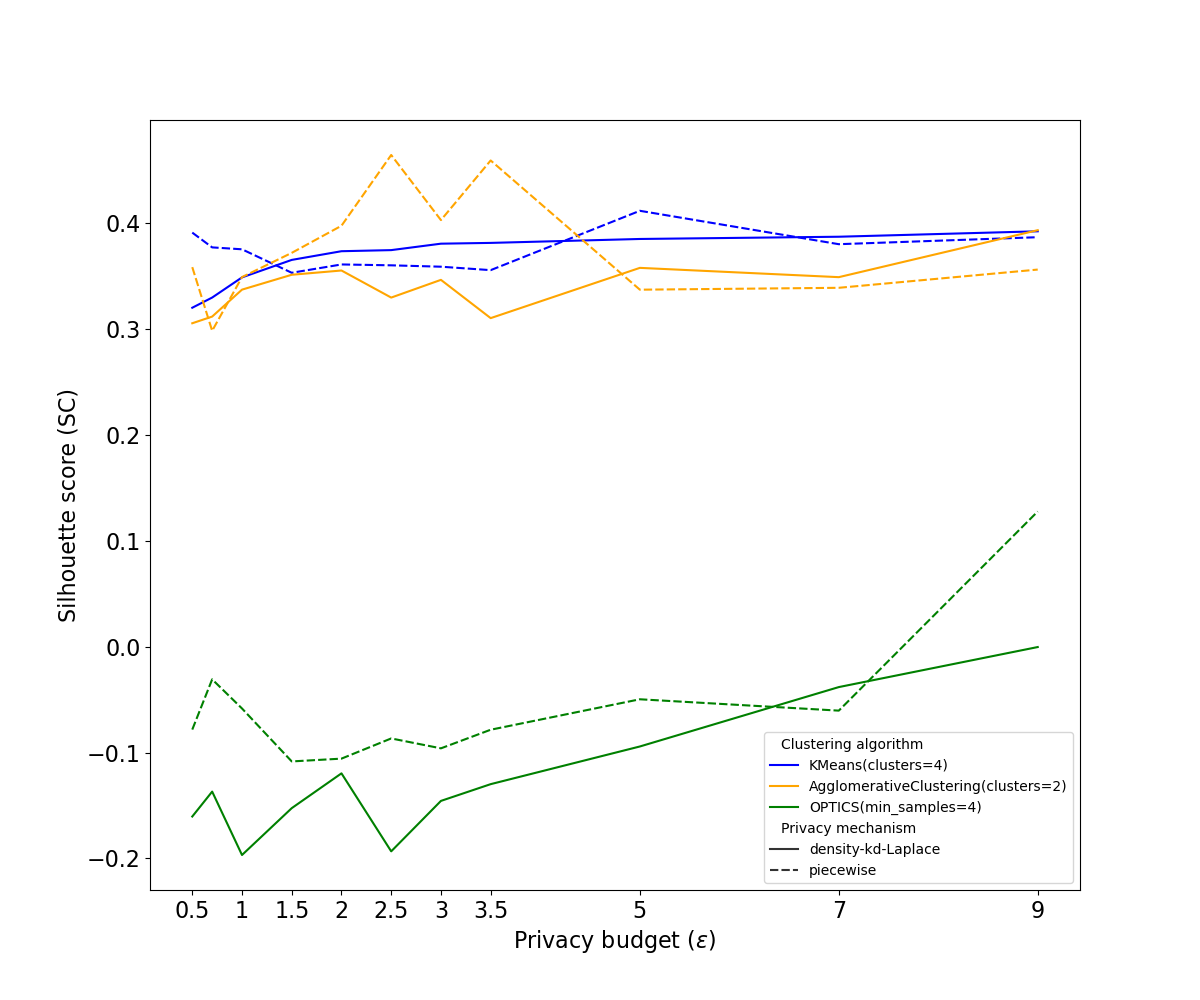 0.4
0.3
0.2
0.1
0.0
−0.1
−0.2
Silhouette score (SC)
0.5 1 1.5 2 2.5 3 3.5 5 7 9
Privacy budget (ε)
Clustering algorithm
KMeans(clusters=4)
AgglomerativeClustering(clusters=2)
OPTICS(min_samples=4)
Privacy mechanism
density-kd-Laplace
piecewise